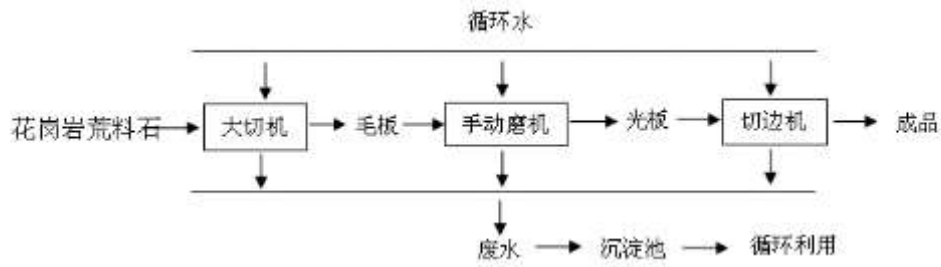 循环水
花岗岩荒料石 大切机 毛板 手动磨机 光板 切边机 成品
废水 沉淀池 循环利用